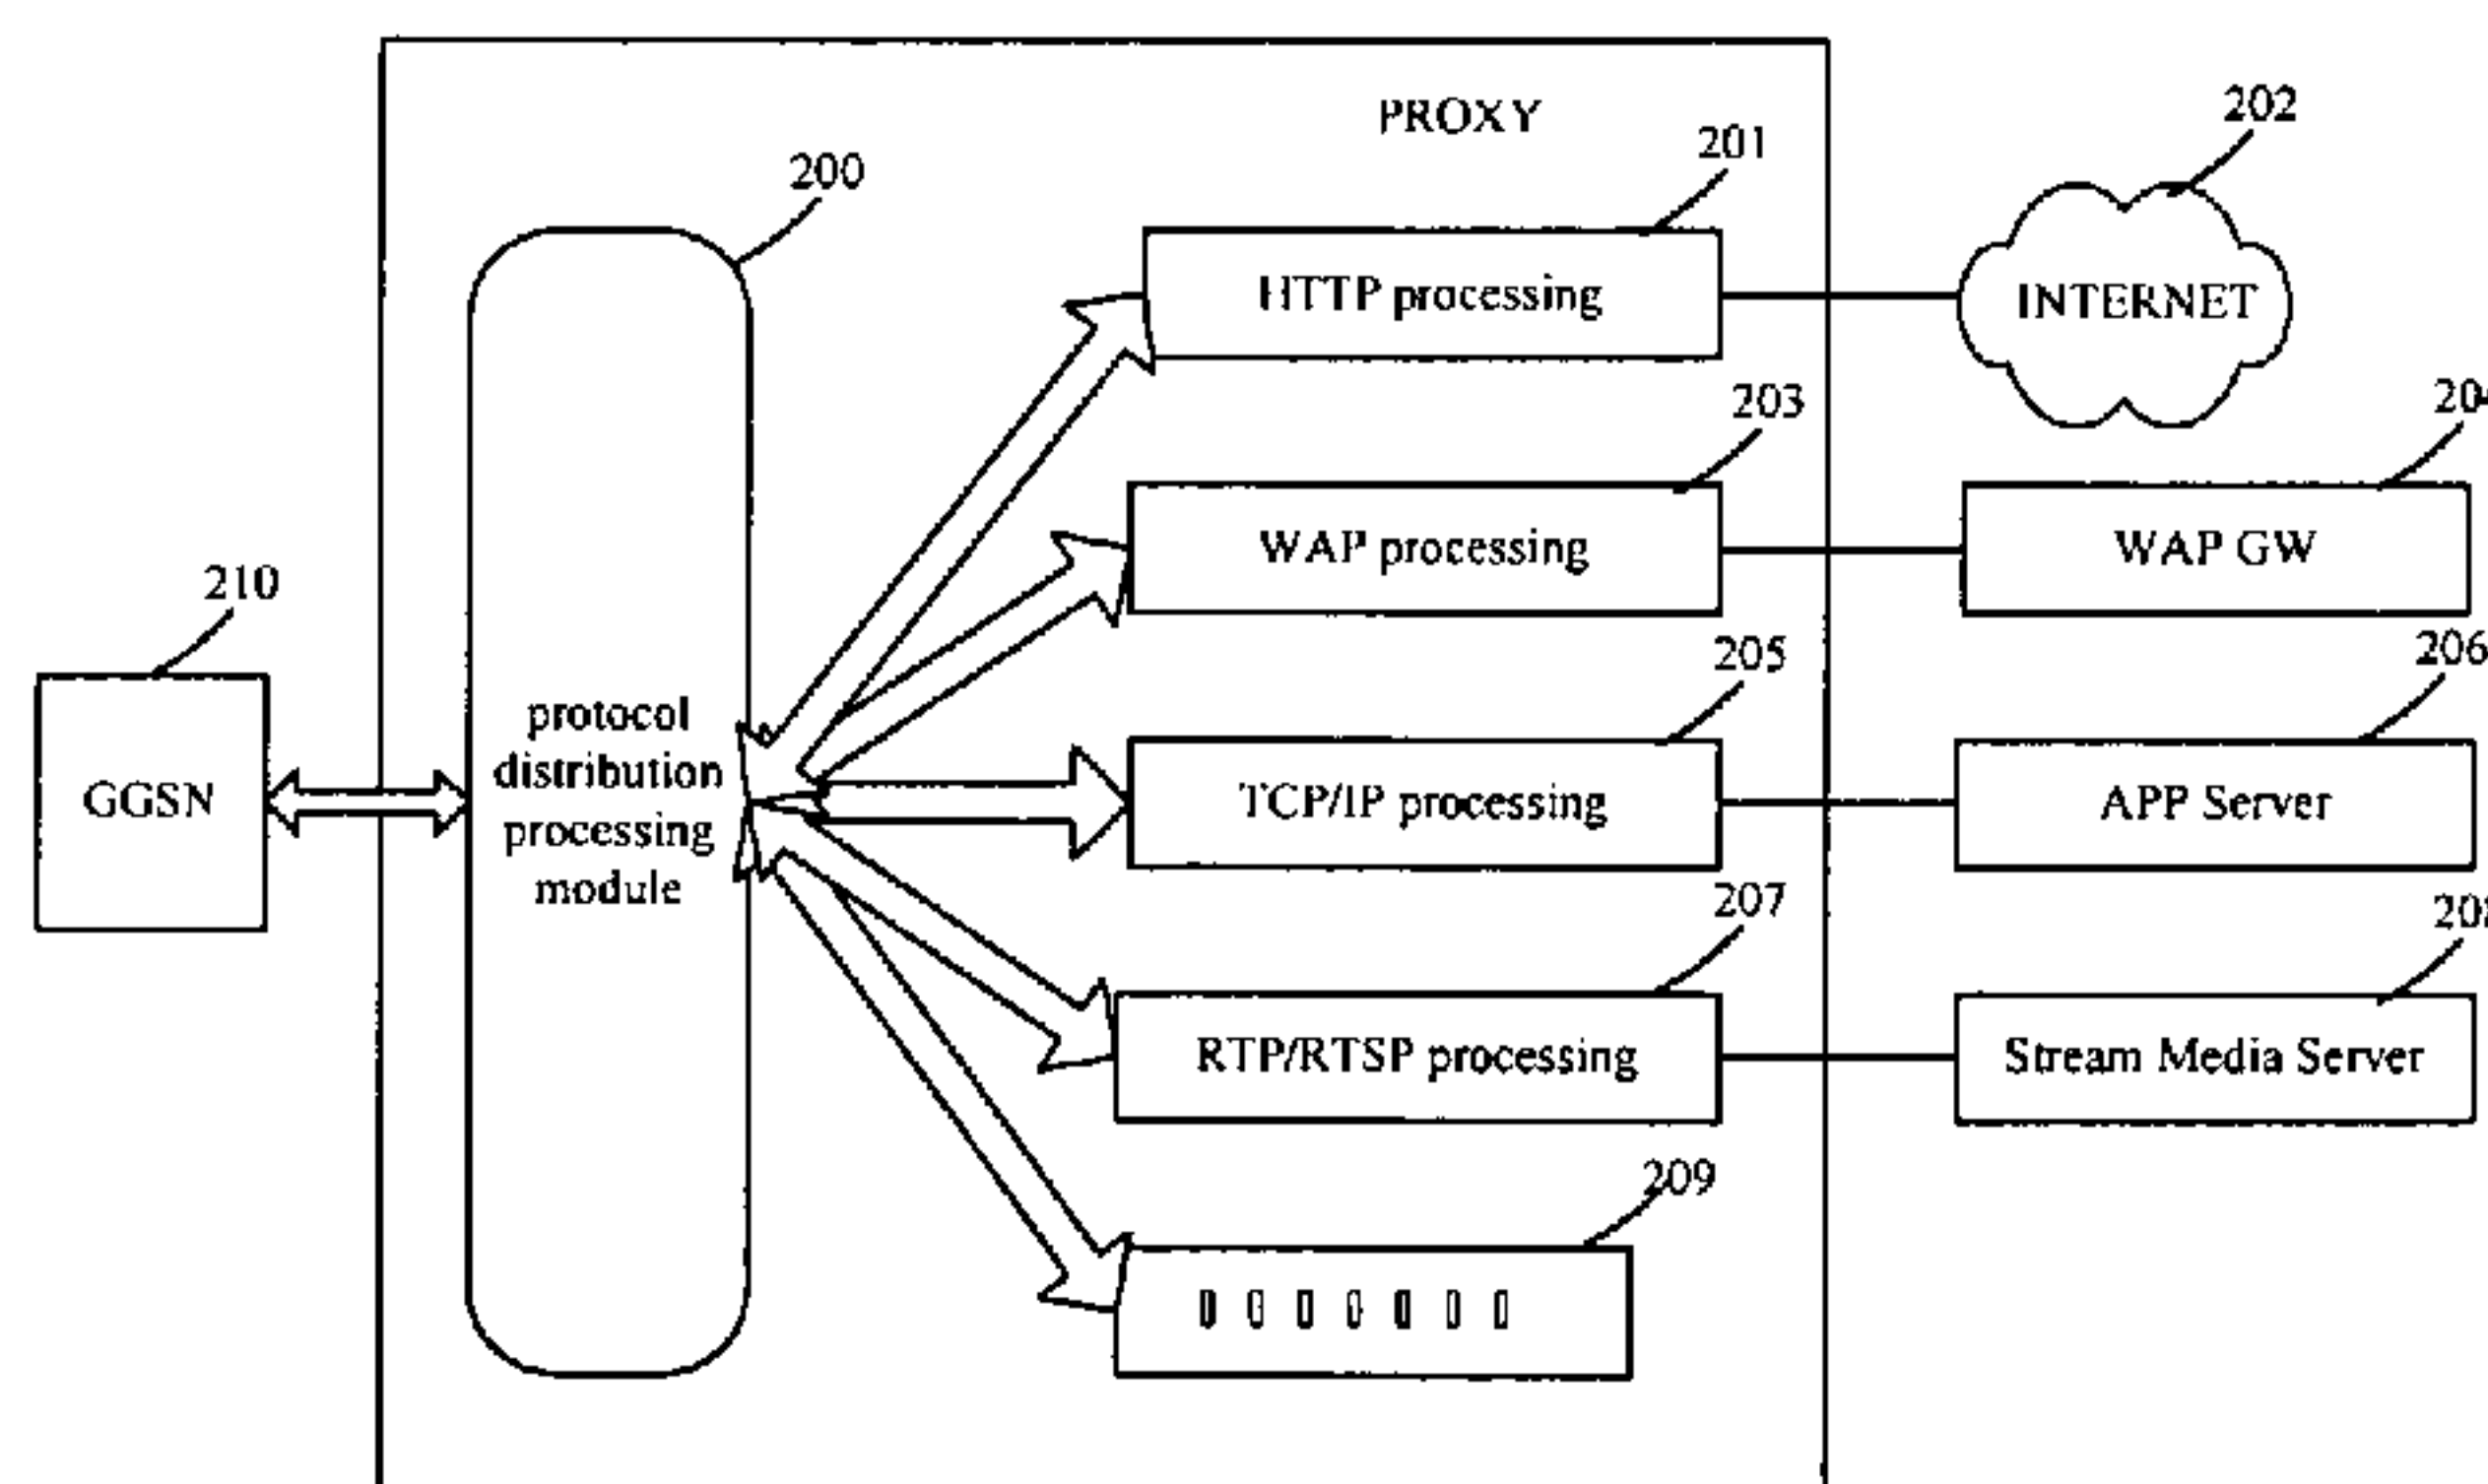 PROXY
200
201
202
HTTP processing
INTERNET
203
WAP processing
WAP GW
210
GGSN
protocol
distribution
processing
module
205
206
TCP/IP processing
APP Server
207
RTP/RTSP processing
Stream Media Server
209